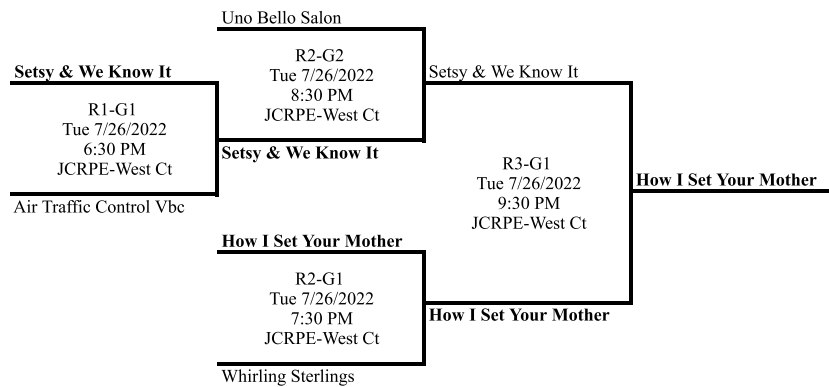 Uno Bello Salon
R2-G2
Tue 7/26/2022
8:30 PM
JCRPE-West Ct
Setsy & We Know It
Setsy & We Know It
R1-G1
Tue 7/26/2022
6:30 PM
JCRPE-West Ct
Setsy & We Know It
Air Traffic Control Vbc
R3-G1
Tue 7/26/2022
9:30 PM
JCRPE-West Ct
How I Set Your Mother
How I Set Your Mother
R2-G1
Tue 7/26/2022
7:30 PM
JCRPE-West Ct
How I Set Your Mother
Whirling Sterlings